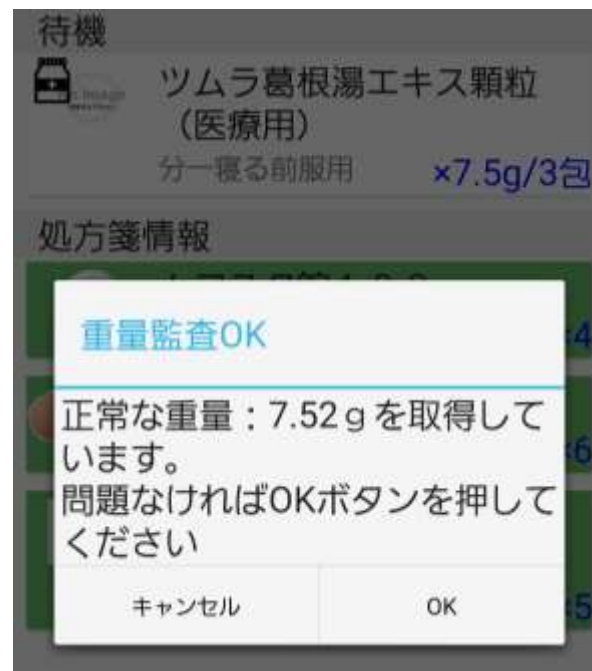 待機
ツムラ葛根湯エキス顆粒
（医療用）
分一寝る前服用
×7.5g/3包
処方箋情報
重量監査OK
正常な重量：7.52ｇを取得して
います。
問題なければOKボタンを押して
ください
キャンセル
OK